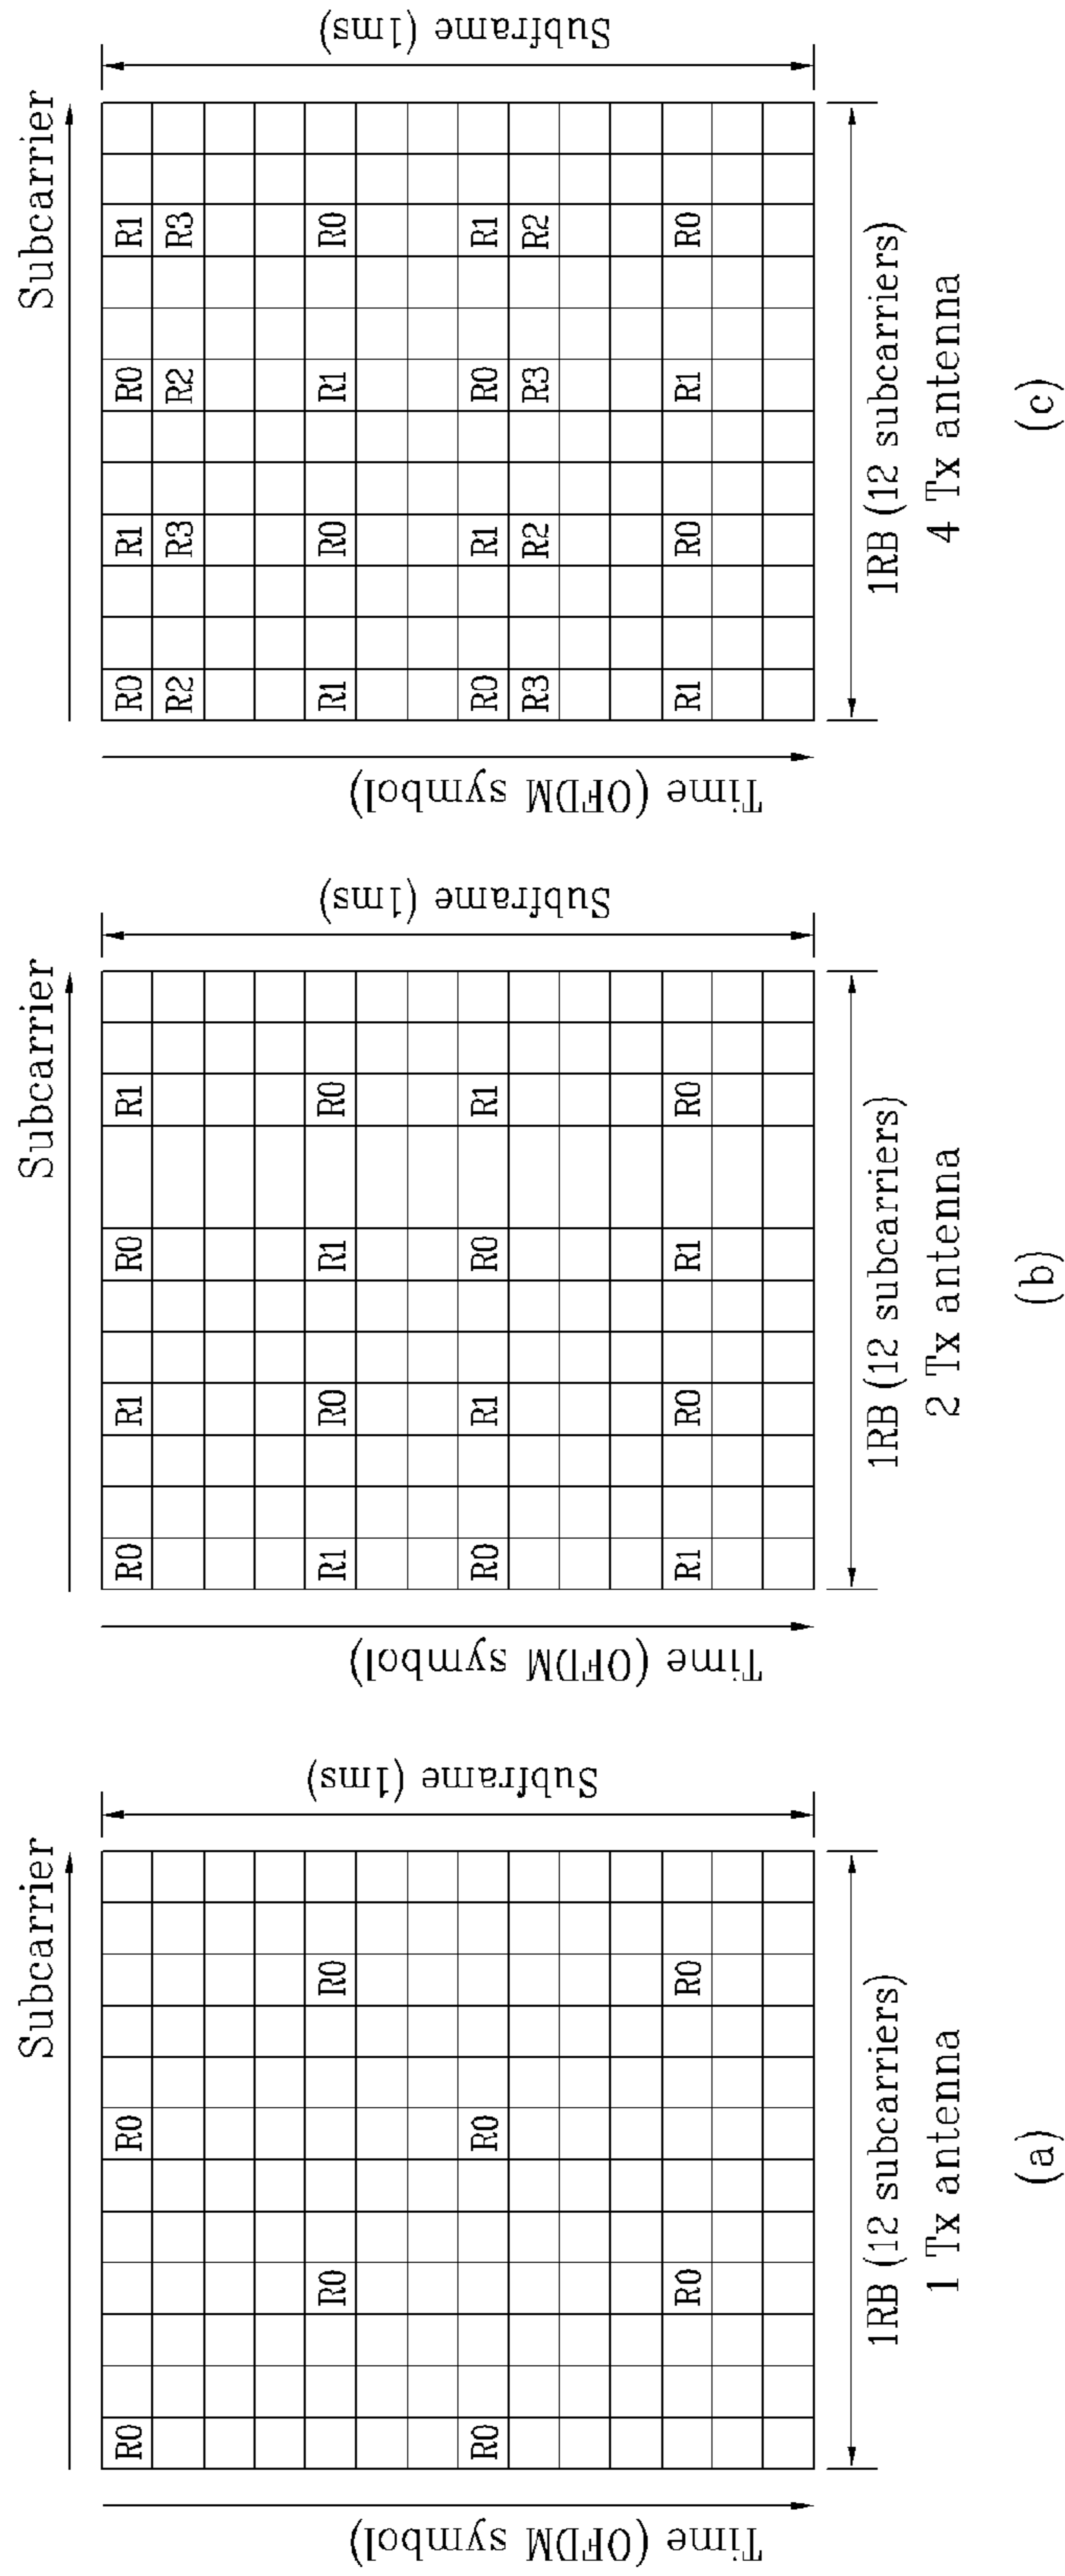 Subcarrier
Time (OFDM symbol)
R0 R0
R0 R0
R0 R0
R0 R0
Subframe (1ms)
1RB (12 subcarriers)
1 Tx antenna
(a)
Subcarrier
Time (OFDM symbol)
R0 R1 R0 R1
R1 R0 R1 R0
R0 R1 R0 R1
R1 R0 R1 R0
Subframe (1ms)
1RB (12 subcarriers)
2 Tx antenna
(b)
Subcarrier
Time (OFDM symbol)
R0 R1 R0 R1
R2 R3 R2 R3
R1 R0 R1 R0
R0 R1 R0 R1
R3 R2 R3 R2
R1 R0 R1 R0
Subframe (1ms)
1RB (12 subcarriers)
4 Tx antenna
(c)